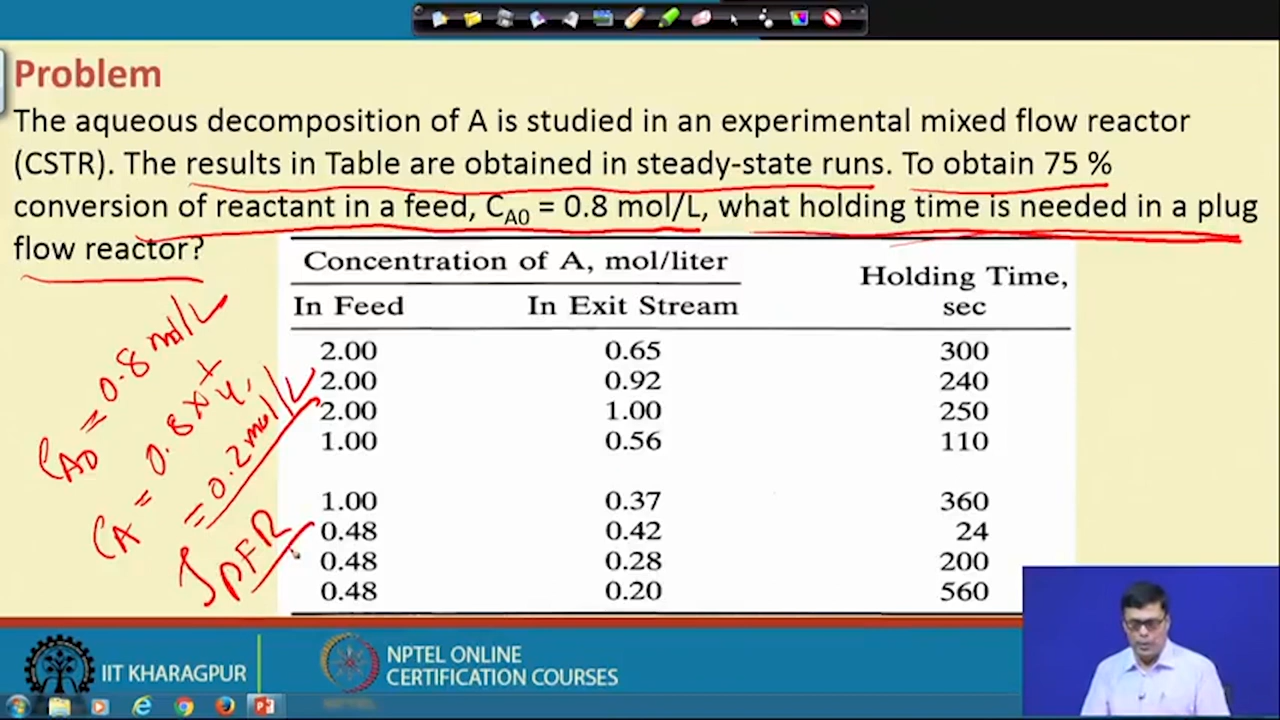 Problem
The aqueous decomposition of A is studied in an experimental mixed flow reactor
(CSTR). The results in Table are obtained in steady-state runs. To obtain 75 %
conversion of reactant in a feed, CA0 = 0.8 mol/L, what holding time is needed in a plug
flow reactor?
Concentration of A, mol/liter Holding Time,
In Feed In Exit Stream sec
2.00 0.65 300
2.00 0.92 240
2.00 1.00 250
1.00 0.56 110
1.00 0.37 360
0.48 0.42 24
0.48 0.28 200
0.48 0.20 560
CA0 = 0.8 mol/L
CA = 0.8 × 1/4
= 0.2 mol/L
PFR
IIT KHARAGPUR
NPTEL ONLINE
CERTIFICATION COURSES